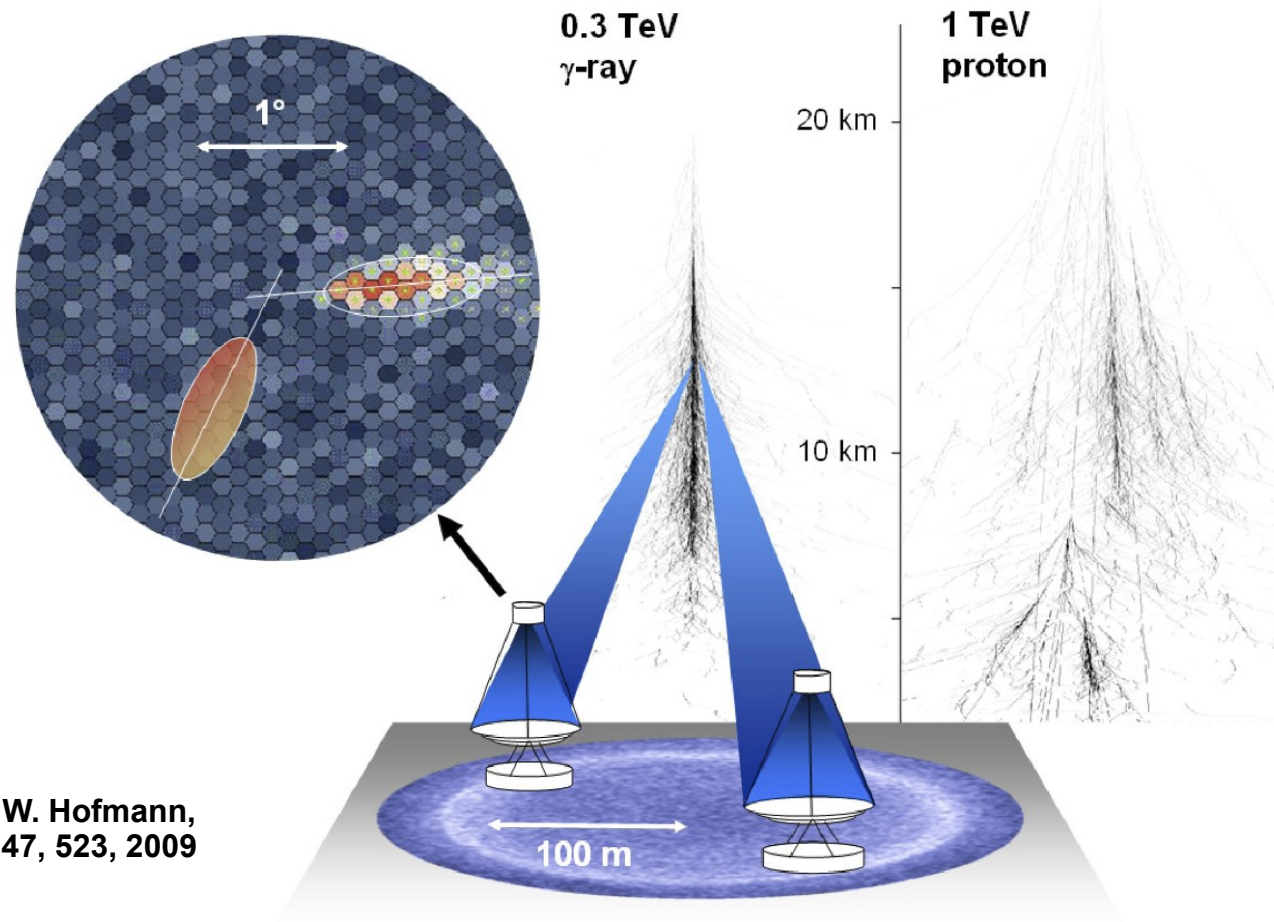 0.3 TeV
γ-ray
1 TeV
proton
1°
20 km
10 km
100 m
W. Hofmann,
47, 523, 2009